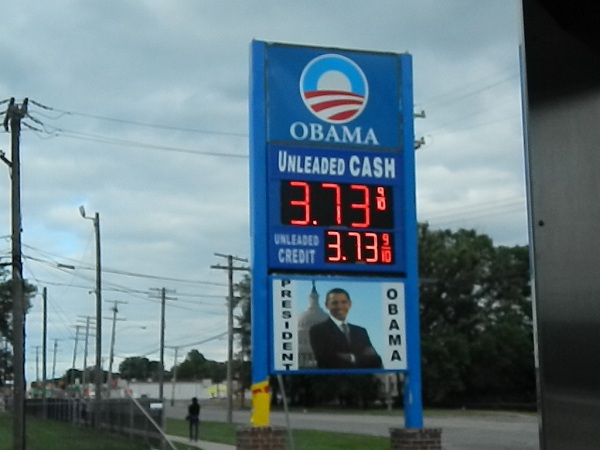 OBAMA
UNLEADED CASH
3.73 9/10
UNLEADED CREDIT
3.73 9/10
PRESIDENT
OBAMA